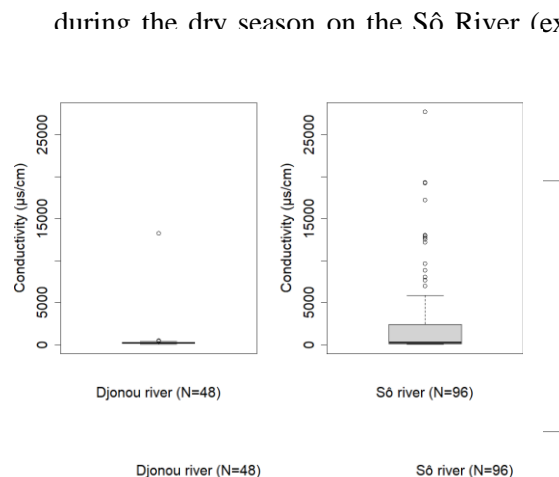 during the dry season on the Sô River (ex
Conductivity (µs/cm)
0 5000 15000 25000
Djonou river (N=48)
Conductivity (µs/cm)
0 5000 15000 25000
Sô river (N=96)
Djonou river (N=48)
Sô river (N=96)